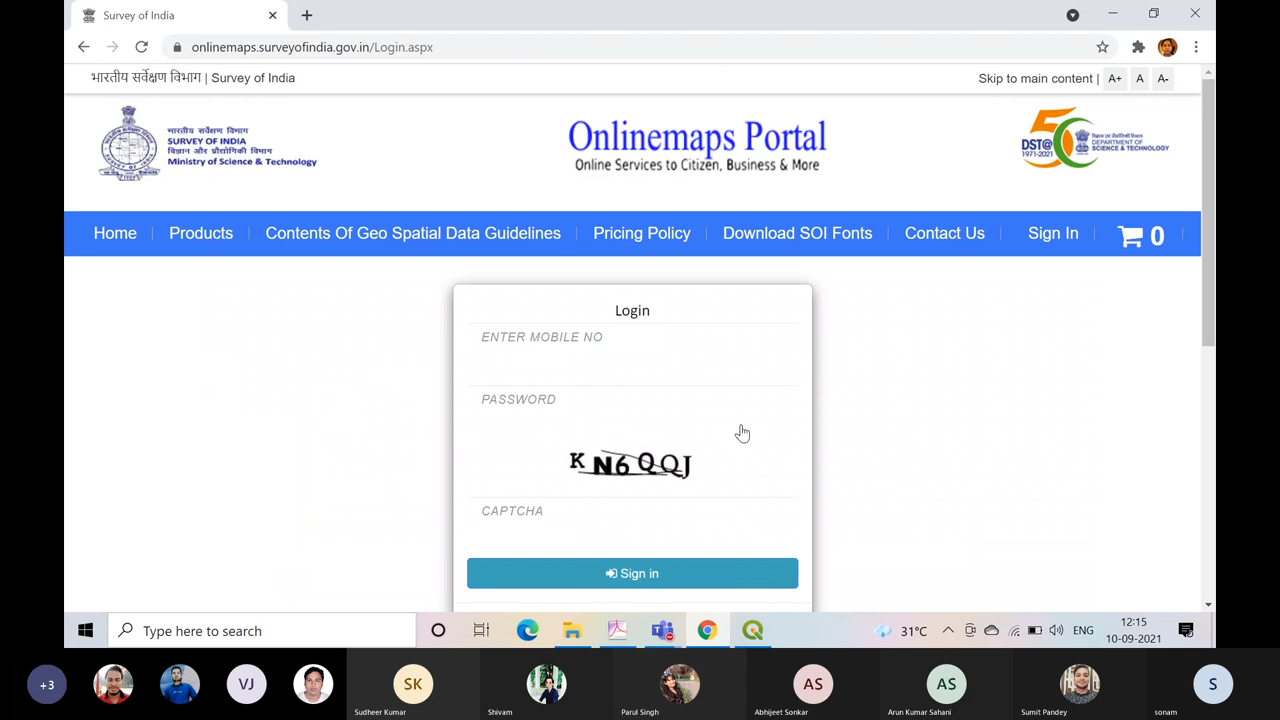 Survey of India
onlinemaps.surveyofindia.gov.in/Login.aspx
भारतीय सर्वेक्षण विभाग | Survey of India
Skip to main content | A+ A A-
भारतीय सर्वेक्षण विभाग
SURVEY OF INDIA
विज्ञान और प्रौद्योगिकी विभाग
Ministry of Science & Technology
Onlinemaps Portal
Online Services to Citizen, Business & More
50
DST@
1971-2021
DEPARTMENT OF
SCIENCE & TECHNOLOGY
Home Products Contents Of Geo Spatial Data Guidelines Pricing Policy Download SOI Fonts Contact Us Sign In 0
Login
ENTER MOBILE NO
PASSWORD
KN6QQJ
CAPTCHA
Sign in
Type here to search
31°C
ENG
12:15
10-09-2021
+3
VJ
SK
AS
AS
S
Sudheer Kumar
Shivam
Parul Singh
Abhijeet Sonkar
Arun Kumar Sahani
Sumit Pandey
sonam